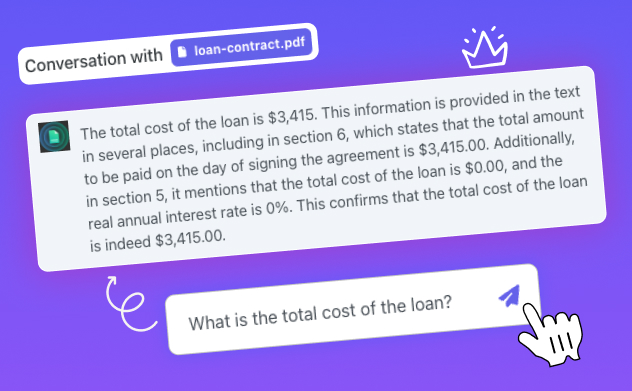 Conversation with loan-contract.pdf
The total cost of the loan is $3,415. This information is provided in the text
in several places, including in section 6, which states that the total amount
to be paid on the day of signing the agreement is $3,415.00. Additionally,
in section 5, it mentions that the total cost of the loan is $0.00, and the
real annual interest rate is 0%. This confirms that the total cost of the loan
is indeed $3,415.00.
What is the total cost of the loan?